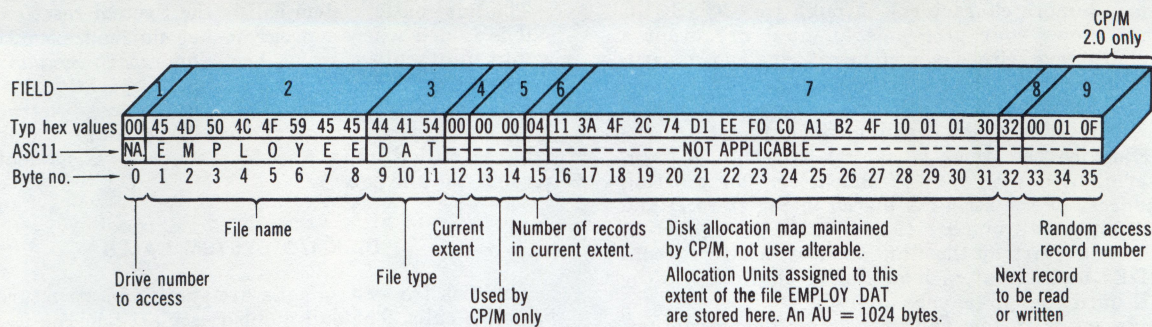 CP/M
2.0 only
FIELD 1 2 3 4 5 6 7 8 9
Typ hex values 00 45 4D 50 4C 4F 59 45 45 44 41 54 00 00 00 04 11 3A 4F 2C 74 D1 EE F0 C0 A1 B2 4F 10 01 01 30 32 00 01 0F
ASC11 NA. E M P L O Y E E D A T NOT APPLICABLE
Byte no. 0 1 2 3 4 5 6 7 8 9 10 11 12 13 14 15 16 17 18 19 20 21 22 23 24 25 26 27 28 29 30 31 32 33 34 35
Drive number
to access
File name
File type
Current
extent
Used by
CP/M only
Number of records
in current extent.
Disk allocation map maintained
by CP/M, not user alterable.
Allocation Units assigned to this
extent of the file EMPLOY .DAT
are stored here. An AU = 1024 bytes.
Next record
to be read
or written
Random access
record number